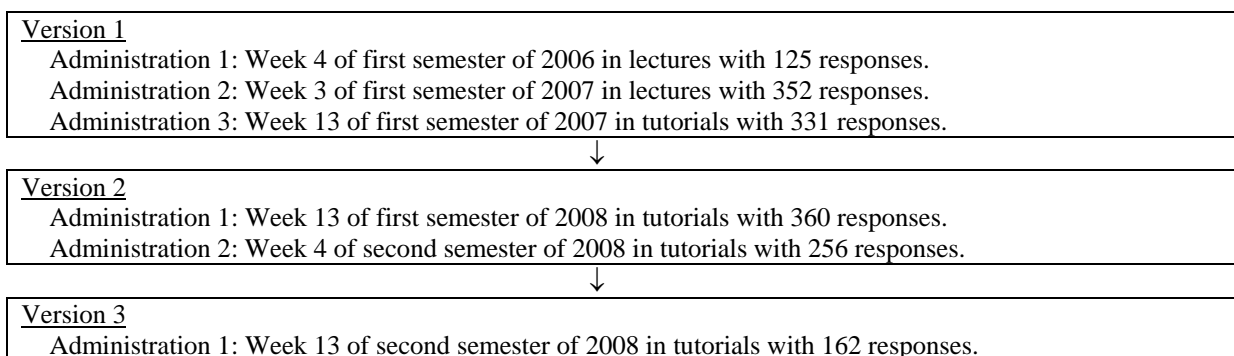 Version 1
Administration 1: Week 4 of first semester of 2006 in lectures with 125 responses.
Administration 2: Week 3 of first semester of 2007 in lectures with 352 responses.
Administration 3: Week 13 of first semester of 2007 in tutorials with 331 responses.
↓
Version 2
Administration 1: Week 13 of first semester of 2008 in tutorials with 360 responses.
Administration 2: Week 4 of second semester of 2008 in tutorials with 256 responses.
↓
Version 3
Administration 1: Week 13 of second semester of 2008 in tutorials with 162 responses.